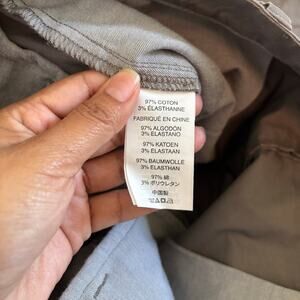 97% COTON
3% ÉLASTHANNE
FABRIQUÉ EN CHINE
97% ALGODÓN
3% ELASTANO
97% KATOEN
3% ELASTAAN
97% BAUMWOLLE
3% ELASTHAN
97% 綿
3% ポリウレタン
中国製